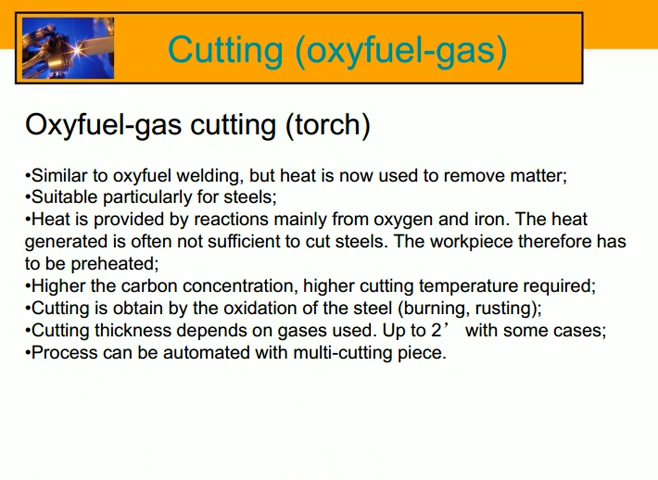 Cutting (oxyfuel-gas)
Oxyfuel-gas cutting (torch)
•Similar to oxyfuel welding, but heat is now used to remove matter;
•Suitable particularly for steels;
•Heat is provided by reactions mainly from oxygen and iron. The heat
generated is often not sufficient to cut steels. The workpiece therefore has
to be preheated;
•Higher the carbon concentration, higher cutting temperature required;
•Cutting is obtain by the oxidation of the steel (burning, rusting);
•Cutting thickness depends on gases used. Up to 2’ with some cases;
•Process can be automated with multi-cutting piece.